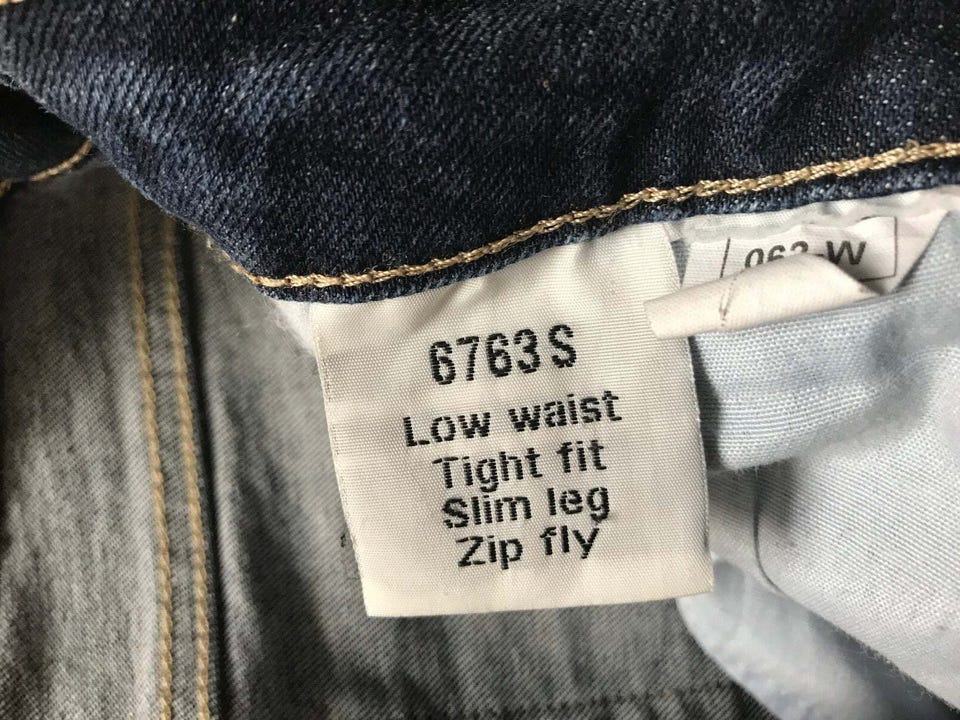 6763S
Low waist
Tight fit
Slim leg
Zip fly